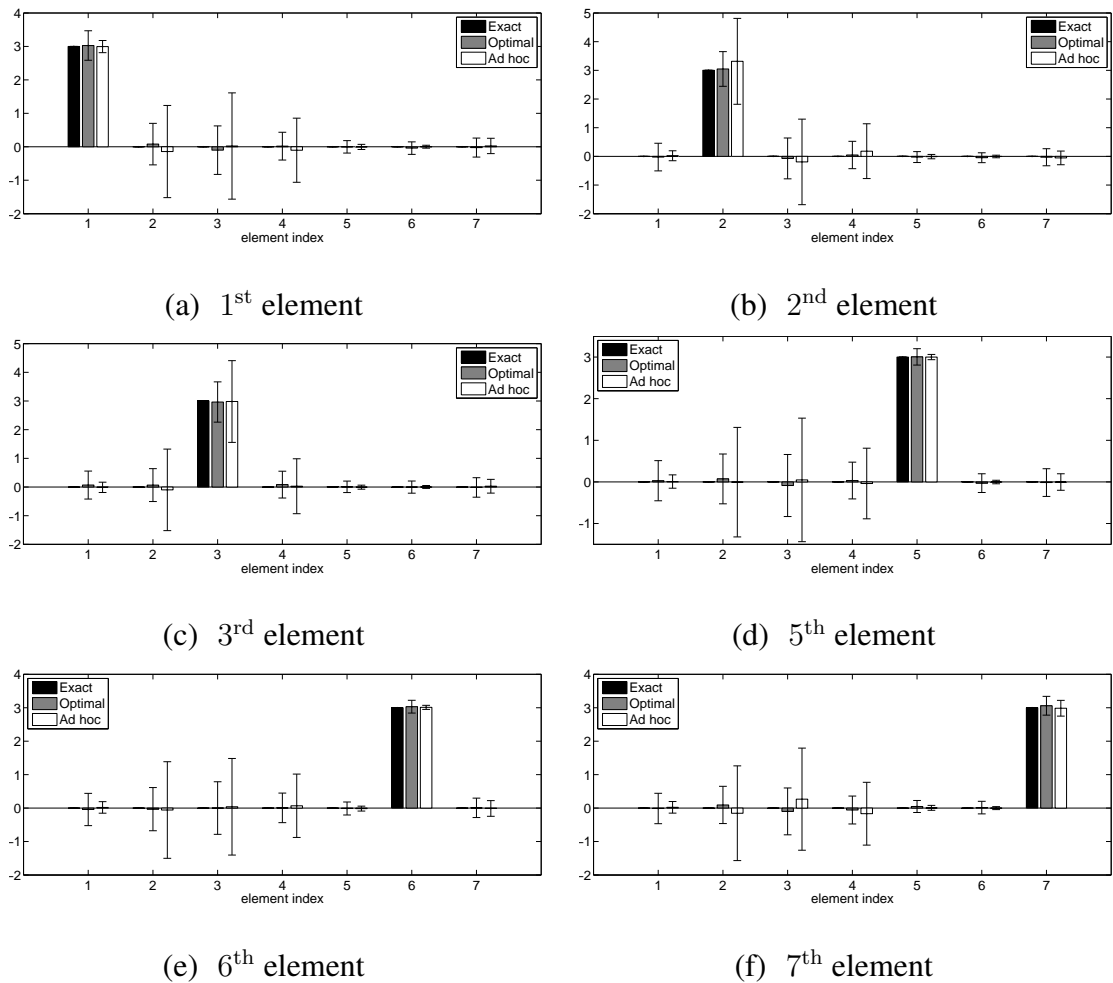 4
3
2
1
0
−1
−2
1 2 3 4 5 6 7
element index
Exact
Optimal
Ad hoc
(a) 1st element
5
4
3
2
1
0
−1
−2
1 2 3 4 5 6 7
element index
Exact
Optimal
Ad hoc
(b) 2nd element
5
4
3
2
1
0
−1
−2
1 2 3 4 5 6 7
element index
Exact
Optimal
Ad hoc
(c) 3rd element
3
2
1
0
−1
1 2 3 4 5 6 7
element index
Exact
Optimal
Ad hoc
(d) 5th element
4
3
2
1
0
−1
−2
1 2 3 4 5 6 7
element index
Exact
Optimal
Ad hoc
(e) 6th element
4
3
2
1
0
−1
−2
1 2 3 4 5 6 7
element index
Exact
Optimal
Ad hoc
(f) 7th element